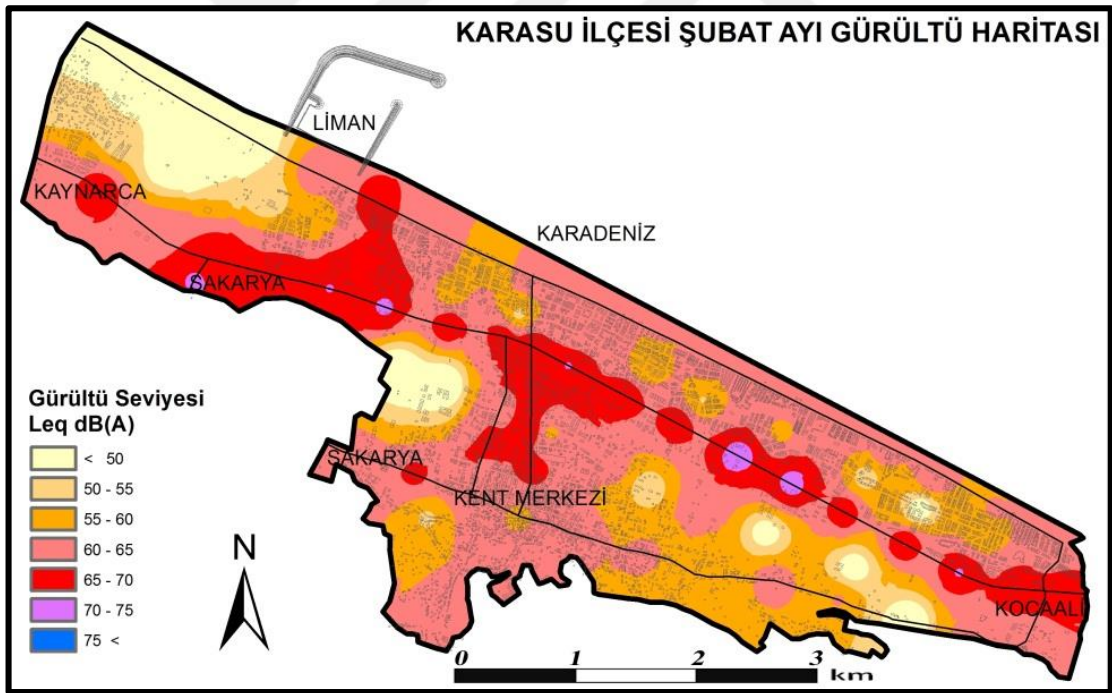 KARASU İLÇESİ ŞUBAT AYI GÜRÜLTÜ HARİTASI
LİMAN
KAYNARCA
KARADENİZ
SAKARYA
Gürültü Seviyesi
Leq dB(A)
< 50
50 - 55
55 - 60
60 - 65
65 - 70
70 - 75
75 <
SAKARYA
KENT MERKEZİ
N
KOCAALİ
0 1 2 3
km